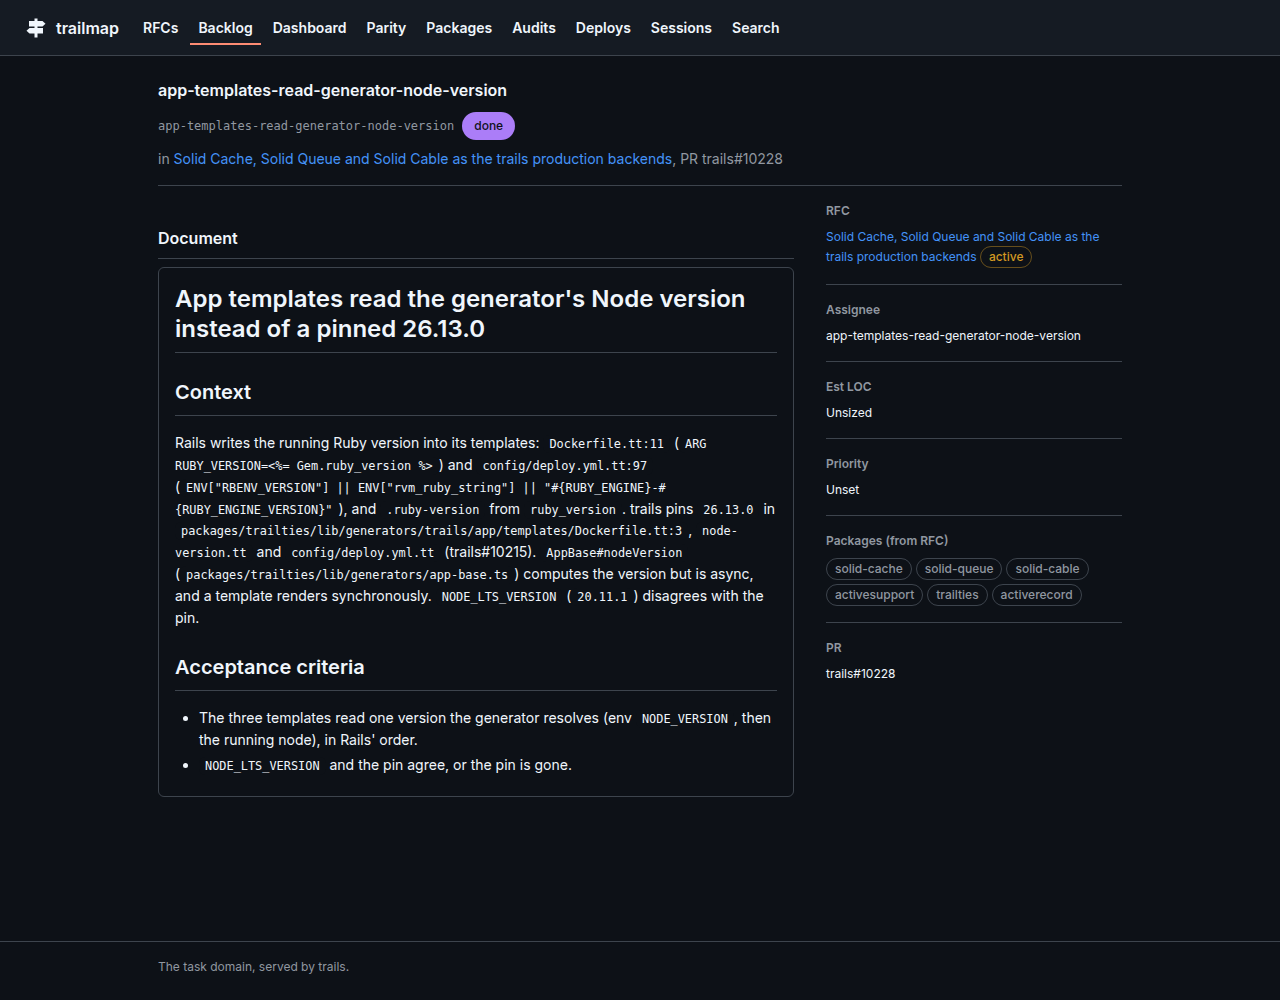 trailmap RFCs Backlog Dashboard Parity Packages Audits Deploys Sessions Search
app-templates-read-generator-node-version
app-templates-read-generator-node-version done
in Solid Cache, Solid Queue and Solid Cable as the trails production backends, PR trails#10228
Document
App templates read the generator's Node version
instead of a pinned 26.13.0
Context
Rails writes the running Ruby version into its templates: Dockerfile.tt:11 ( ARG
RUBY_VERSION=<%= Gem.ruby_version %> ) and config/deploy.yml.tt:97
( ENV["RBENV_VERSION"] || ENV["rvm_ruby_string"] || "#{RUBY_ENGINE}-#
{RUBY_ENGINE_VERSION}" ), and .ruby-version from ruby_version . trails pins 26.13.0 in
packages/trailties/lib/generators/trails/app/templates/Dockerfile.tt:3 , node-
version.tt and config/deploy.yml.tt (trails#10215). AppBase#nodeVersion
( packages/trailties/lib/generators/app-base.ts ) computes the version but is async,
and a template renders synchronously. NODE_LTS_VERSION ( 20.11.1 ) disagrees with the
pin.
Acceptance criteria
• The three templates read one version the generator resolves (env NODE_VERSION , then
the running node), in Rails' order.
• NODE_LTS_VERSION and the pin agree, or the pin is gone.
RFC
Solid Cache, Solid Queue and Solid Cable as the
trails production backends active
Assignee
app-templates-read-generator-node-version
Est LOC
Unsized
Priority
Unset
Packages (from RFC)
solid-cache solid-queue solid-cable
activesupport trailties activerecord
PR
trails#10228
The task domain, served by trails.